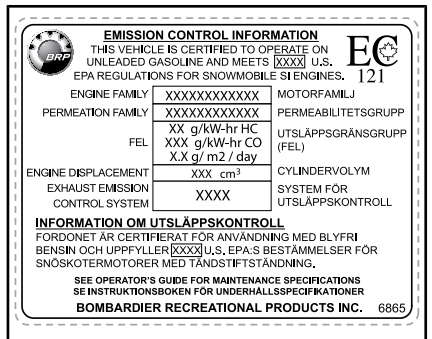 EMISSION CONTROL INFORMATION
THIS VEHICLE IS CERTIFIED TO OPERATE ON
UNLEADED GASOLINE AND MEETS XXXX U.S.
EPA REGULATIONS FOR SNOWMOBILE SI ENGINES.
BRP
EC
121
ENGINE FAMILY XXXXXXXXXXXX MOTORFAMILJ
PERMEATION FAMILY XXXXXXXXXXXX PERMEABILITETSGRUPP
FEL
XX g/kW-hr HC
XXX g/kW-hr CO
X.X g/ m2 / day
UTSLÄPPSGRÄNSGRUPP
(FEL)
ENGINE DISPLACEMENT XXX cm³ CYLINDERVOLYM
EXHAUST EMISSION
CONTROL SYSTEM
XXXX
SYSTEM FÖR
UTSLÄPPSKONTROLL
INFORMATION OM UTSLÄPPSKONTROLL
FORDONET ÄR CERTIFIERAT FÖR ANVÄNDNING MED BLYFRI
BENSIN OCH UPPFYLLER XXXX U,S. EPA:S BESTÄMMELSER FÖR
SNÖSKOTERMOTORER MED TÄNDSTIFTSTÄNDNING.
SEE OPERATOR'S GUIDE FOR MAINTENANCE SPECIFICATIONS
SE INSTRUKTIONSBOKEN FÖR UNDERHÅLLSSPECIFIKATIONER
BOMBARDIER RECREATIONAL PRODUCTS INC. 6865